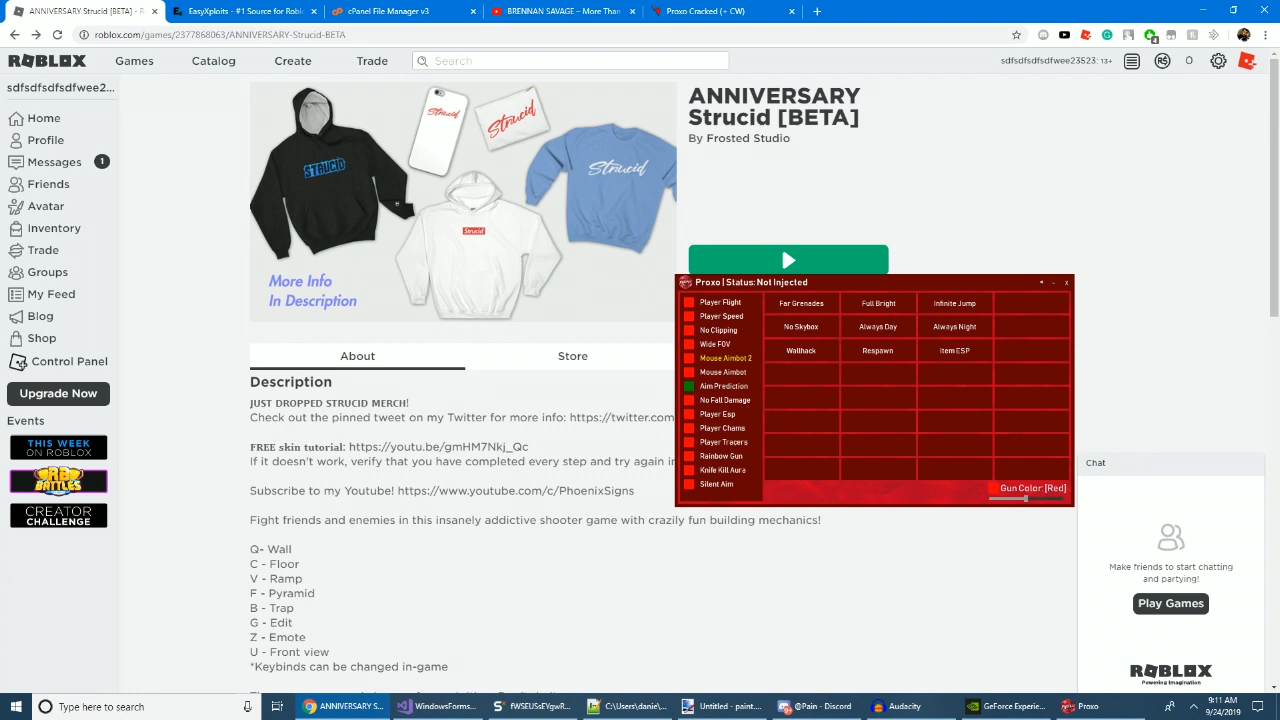 ANNIVERSARY Strucid [BETA] - R
EasyXploits - #1 Source for Roblo
cPanel File Manager v3
BRENNAN SAVAGE – More Than
Proxo Cracked (+ CW)
roblox.com/games/2377868063/ANNIVERSARY-Strucid-BETA
4
ROBLOX
Games
Catalog
Create
Trade
Search
sdfsdfsdfsdfwee23523: 13+
R$
0
sdfsdfsdfsdfwee2...
Home
Profile
Messages
1
Friends
Avatar
Inventory
Trade
Groups
My Feed
Blog
Shop
Control Panel
Upgrade Now
Events
THIS WEEK
ON ROBLOX
RBB
BATTLES
CREATOR
CHALLENGE
STRUCID
Strucid
Strucid
Strucid
Strucid
More Info
In Description
ANNIVERSARY
Strucid [BETA]
By Frosted Studio
About
Store
Description
JUST DROPPED STRUCID MERCH!
Check out the pinned tweet on my Twitter for more info: https://twitter.com
FREE skin tutorial: https://youtu.be/gmHM7Nkj_Qc
If it doesn't work, verify that you have completed every step and try again in
Subscribe to my Youtube! https://www.youtube.com/c/PhoenixSigns
Fight friends and enemies in this insanely addictive shooter game with crazily fun building mechanics!
Q- Wall
C - Floor
V - Ramp
F - Pyramid
B - Trap
G - Edit
Z - Emote
U - Front view
*Keybinds can be changed in-game
Proxo | Status: Not Injected
Player Flight
Player Speed
No Clipping
Wide FOV
Mouse Aimbot 2
Mouse Aimbot
Aim Prediction
No Fall Damage
Player Esp
Player Chams
Player Tracers
Rainbow Gun
Knife Kill Aura
Silent Aim
Far Grenades
Full Bright
Infinite Jump
No Skybox
Always Day
Always Night
Wallhack
Respawn
Item ESP
Gun Color: [Red]
Chat
Make friends to start chatting
and partying!
Play Games
ROBLOX
Powering Imagination
Type here to search
ANNIVERSARY S...
WindowsForms...
fWSEUSsEYgwR...
C:\Users\danie\...
Untitled - paint....
@Pain - Discord
Audacity
GeForce Experie...
Proxo
9:11 AM
9/24/2019